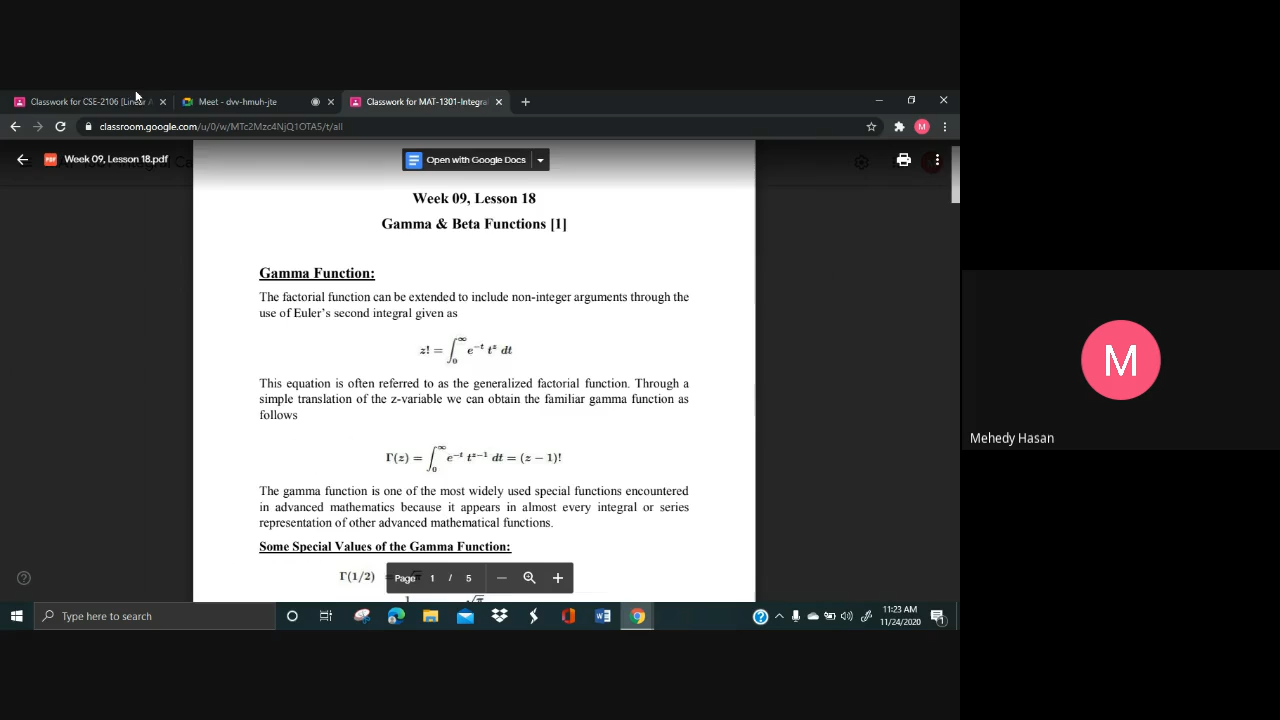 Classwork for CSE-2106 [Linear A
Meet - dvv-hmuh-jte
Classwork for MAT-1301-Integral
classroom.google.com/u/0/w/MTc2Mzc4NjQ1OTA5/t/all
M
PDF
Week 09, Lesson 18.pdf
Open with Google Docs
Week 09, Lesson 18
Gamma & Beta Functions [1]
Gamma Function:
The factorial function can be extended to include non-integer arguments through the
use of Euler's second integral given as
z! = ∫₀^∞ e^{-t} t^z dt
This equation is often referred to as the generalized factorial function. Through a
simple translation of the z-variable we can obtain the familiar gamma function as
follows
Γ(z) = ∫₀^∞ e^{-t} t^{z-1} dt = (z − 1)!
The gamma function is one of the most widely used special functions encountered
in advanced mathematics because it appears in almost every integral or series
representation of other advanced mathematical functions.
Some Special Values of the Gamma Function:
Γ(1/2)
Page 1 / 5
Type here to search
11:23 AM
11/24/2020
1
M
Mehedy Hasan